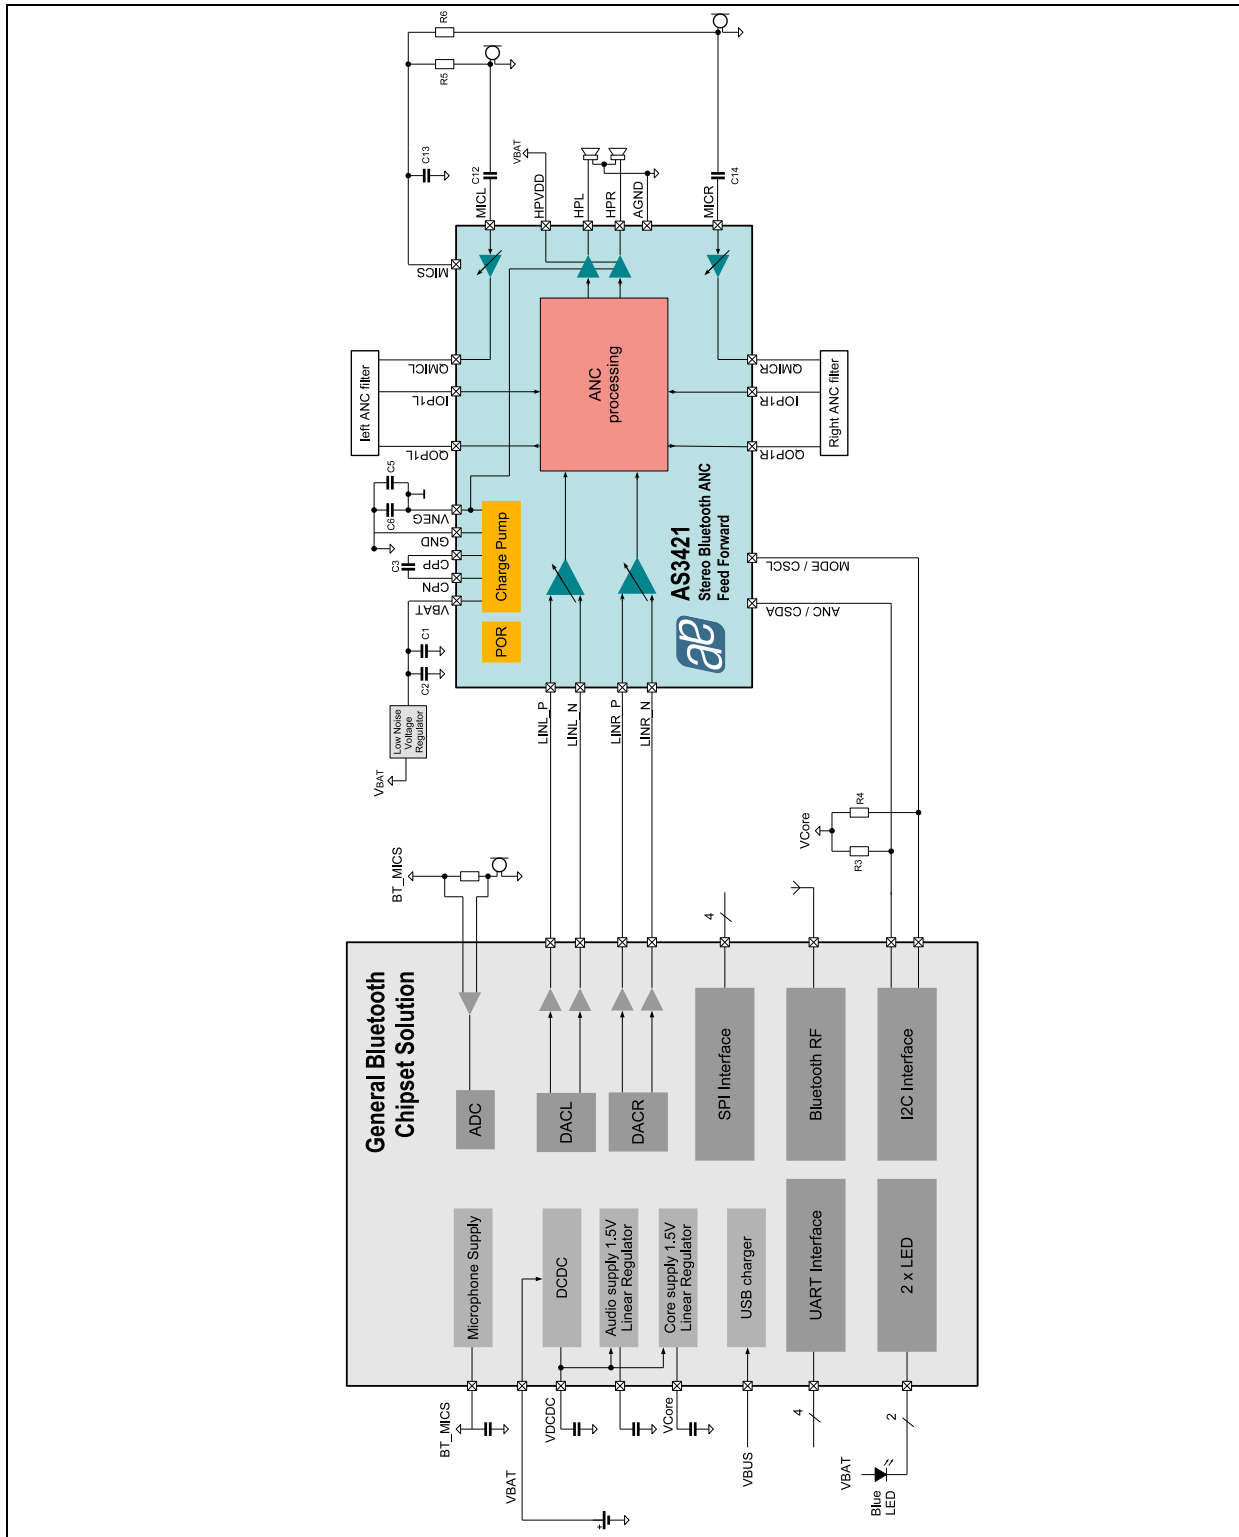 General Bluetooth
Chipset Solution
Microphone Supply
DCDC
Audio supply 1.5V
Linear Regulator
Core supply 1.5V
Linear Regulator
USB charger
UART Interface
2 x LED
ADC
DACL
DACR
SPI Interface
Bluetooth RF
I2C Interface
BT_MICS
VBAT
VDCDC
VCore
VBUS
4
2
VBAT
Blue
LED
+
BT_MICS
4
VCore
R3
R4
VBAT
Low Noise
Voltage
Regulator
C2
C1
C3
C6
C5
LINL_P
LINL_N
LINR_P
LINR_N
VBAT
CPN
CPP
GND
VNEG
QOP1L
IOP1L
QMICL
MICS
left ANC filter
POR
Charge Pump
ANC
processing
AS3421
Stereo Bluetooth ANC
Feed Forward
ae
ANC / CSDA
MODE / CSCL
QOP1R
IOP1R
QMICR
Right ANC filter
MICL
HPVDD
HPL
HPR
AGND
MICR
VBAT
C13
C12
C14
R5
R6